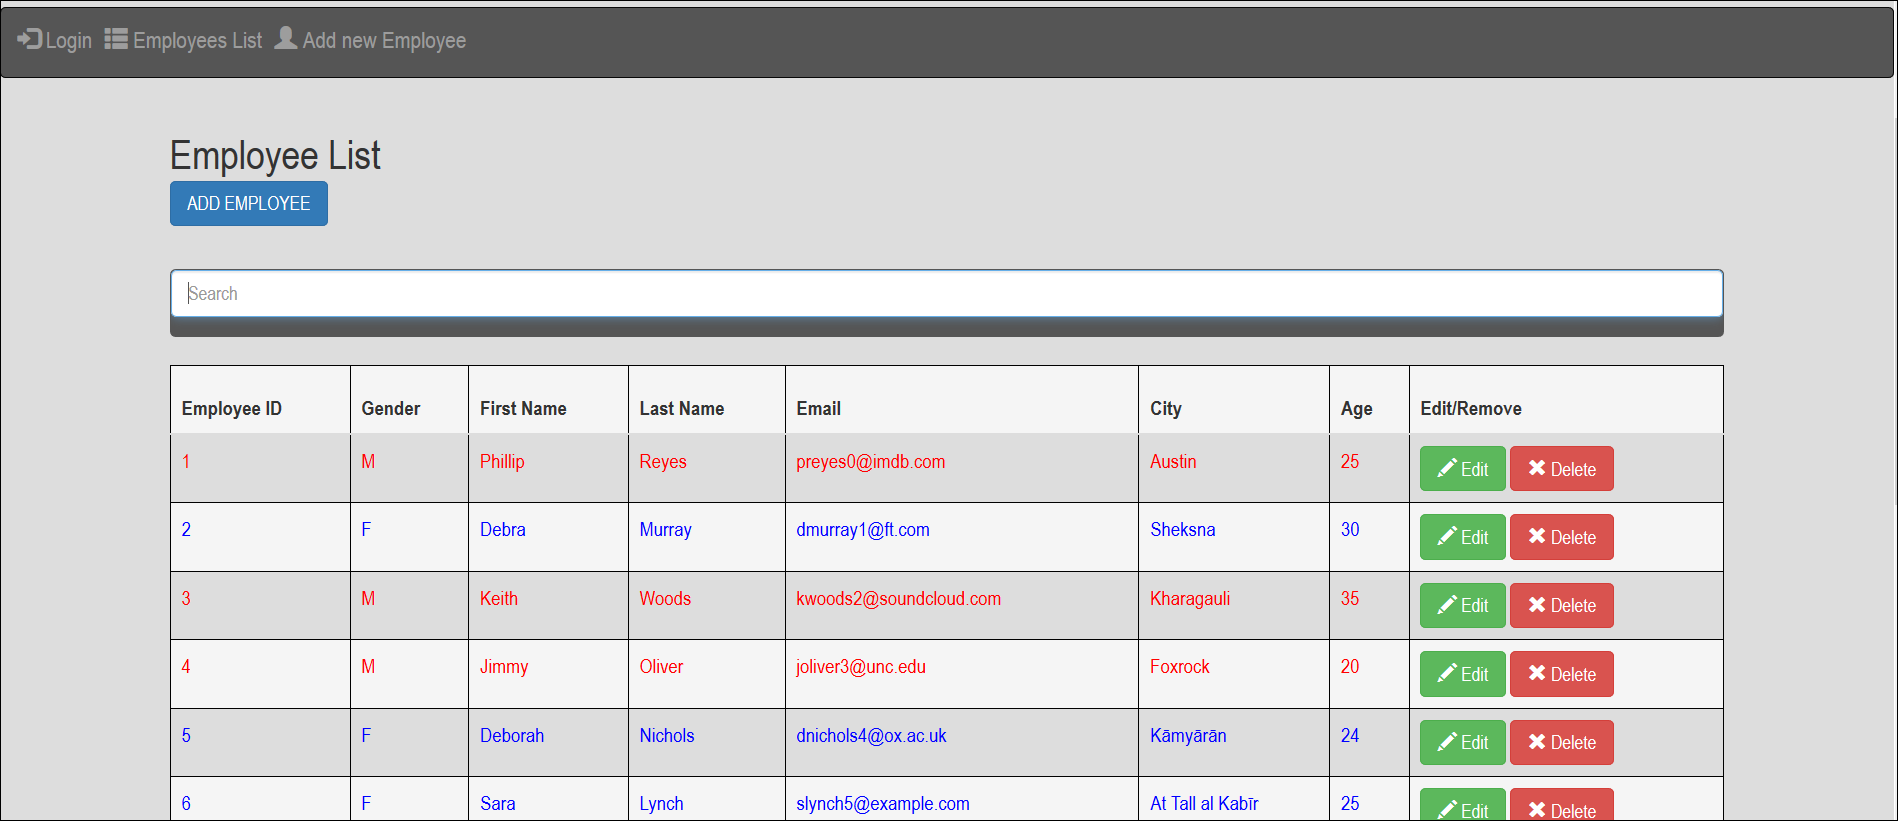 Login Employees List Add new Employee
Employee List
ADD EMPLOYEE
Search
Employee ID Gender First Name Last Name Email City Age Edit/Remove
1 M Phillip Reyes preyes0@imdb.com Austin 25 Edit Delete
2 F Debra Murray dmurray1@ft.com Sheksna 30 Edit Delete
3 M Keith Woods kwoods2@soundcloud.com Kharagauli 35 Edit Delete
4 M Jimmy Oliver joliver3@unc.edu Foxrock 20 Edit Delete
5 F Deborah Nichols dnichols4@ox.ac.uk Kāmyārān 24 Edit Delete
6 F Sara Lynch slynch5@example.com At Tall al Kabīr 25 Edit Delete